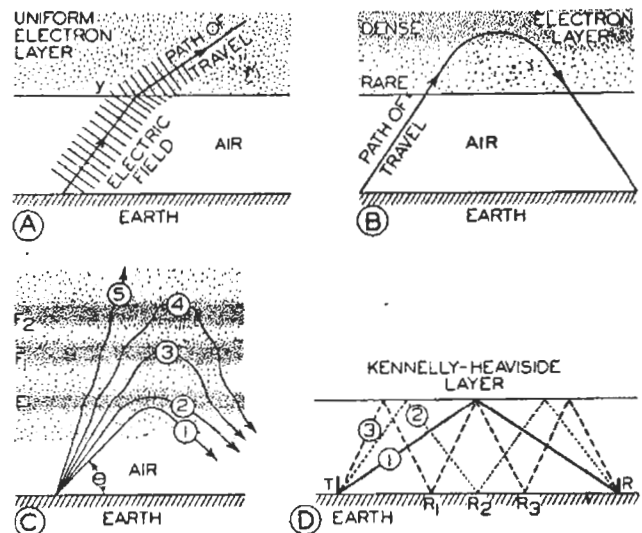 UNIFORM
ELECTRON
LAYER
PATH OF
TRAVEL
y
ELECTRIC
FIELD
AIR
EARTH
A
DENSE
ELECTRON
LAYER
RARE
PATH OF
TRAVEL
AIR
EARTH
B
5
4
F2
3
F1
E
2
1
θ
AIR
EARTH
C
KENNELLY-HEAVISIDE
LAYER
3
2
1
T
R
R1
R2
R3
EARTH
D